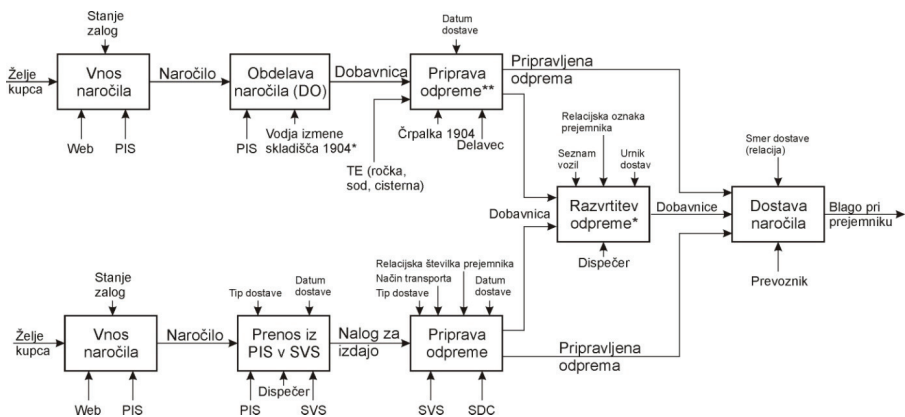 Stanje
zalog
Želje
kupca
Vnos
naročila
Web
PIS
Naročilo
Obdelava
naročila (DO)
PIS
Vodja izmene
skladišča 1904*
Dobavnica
Datum
dostave
Priprava
odpreme**
TE (ročka,
sod, cisterna)
Črpalka 1904
Delavec
Pripravljena
odprema
Relacijska oznaka
prejemnika
Seznam
vozil
Urnik
dostav
Dobavnica
Razvrtitev
odpreme*
Dispečer
Dobavnice
Smer dostave
(relacija)
Dostava
naročila
Prevoznik
Blago pri
prejemniku
Stanje
zalog
Želje
kupca
Vnos
naročila
Web
PIS
Naročilo
Tip dostave
Datum
dostave
Prenos iz
PIS v SVS
PIS
Dispečer
SVS
Nalog za
izdajo
Relacijska številka prejemnika
Način transporta
Tip dostave
Datum
dostave
Priprava
odpreme
SVS
SDC
Pripravljena
odprema